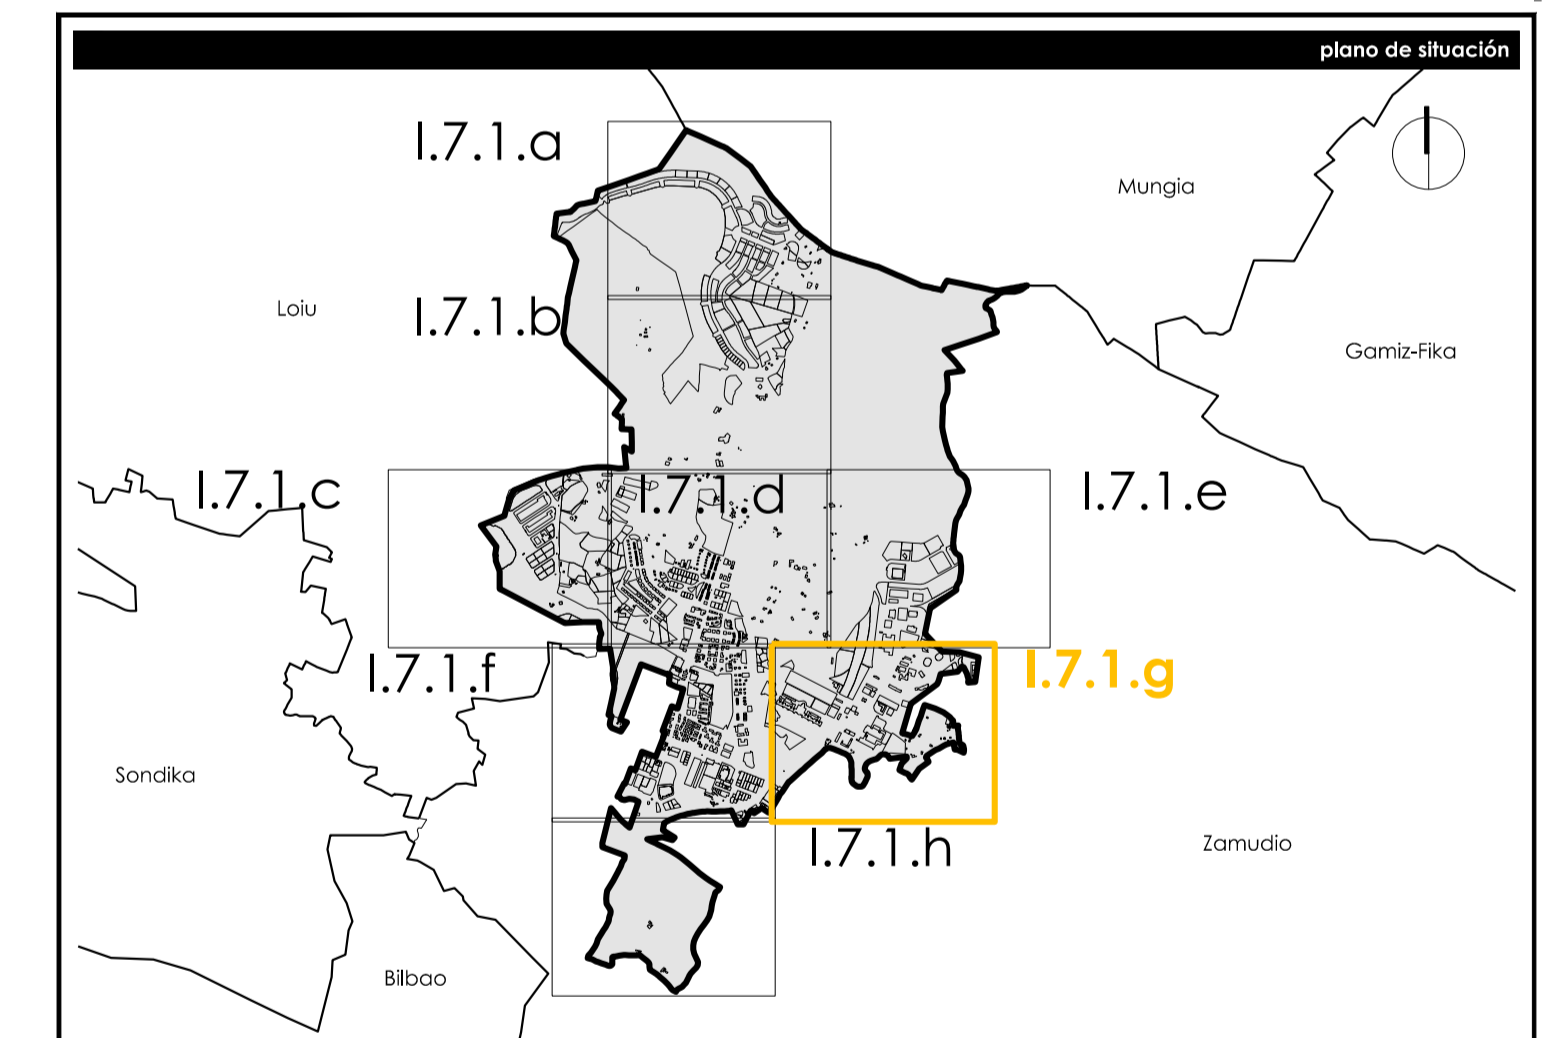 plano de situación
I.7.1.a
Mungia
Loiu
I.7.1.b
Gamiz-Fika
I.7.1.c
I.7.1.d
I.7.1.e
I.7.1.f
I.7.1.g
Sondika
I.7.1.h
Zamudio
Bilbao